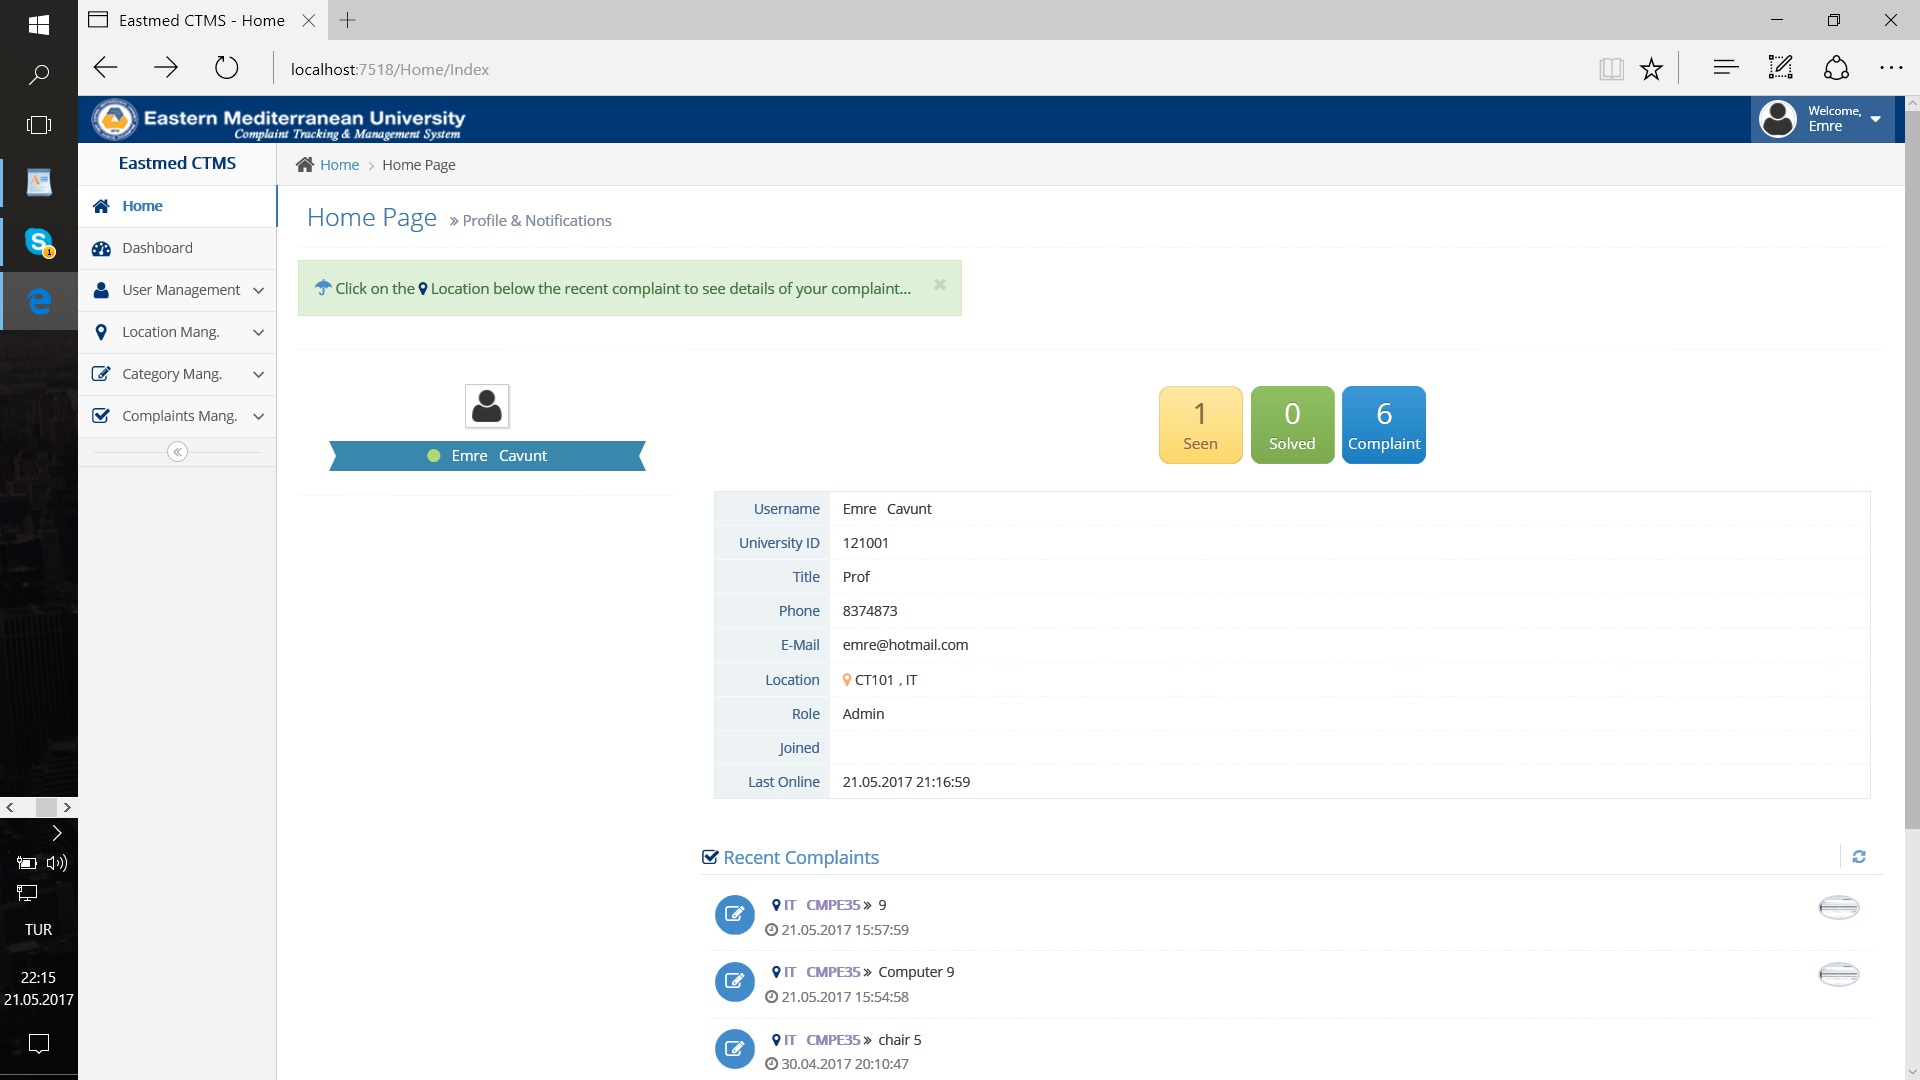 Eastmed CTMS - Home
localhost:7518/Home/Index
Eastern Mediterranean University
Complaint Tracking & Management System
Welcome,
Emre
Eastmed CTMS
Home > Home Page
Home
Dashboard
User Management
Location Mang.
Category Mang.
Complaints Mang.
«
Home Page » Profile & Notifications
Click on the Location below the recent complaint to see details of your complaint...
Emre Cavunt
1
Seen
0
Solved
6
Complaint
Username Emre Cavunt
University ID 121001
Title Prof
Phone 8374873
E-Mail emre@hotmail.com
Location CT101 , IT
Role Admin
Joined
Last Online 21.05.2017 21:16:59
Recent Complaints
IT CMPE35 » 9
21.05.2017 15:57:59
IT CMPE35 » Computer 9
21.05.2017 15:54:58
IT CMPE35 » chair 5
30.04.2017 20:10:47
TUR
22:15
21.05.2017